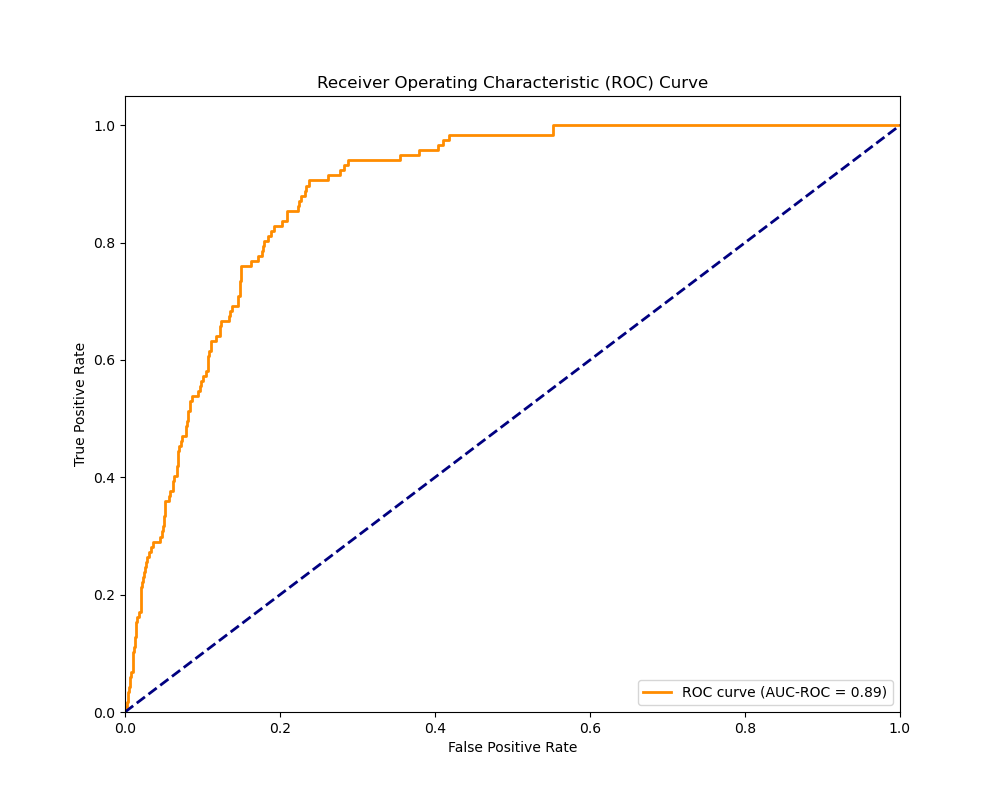 Receiver Operating Characteristic (ROC) Curve
1.0
0.8
0.6
0.4
0.2
0.0
True Positive Rate
ROC curve (AUC-ROC = 0.89)
0.0 0.2 0.4 0.6 0.8 1.0
False Positive Rate